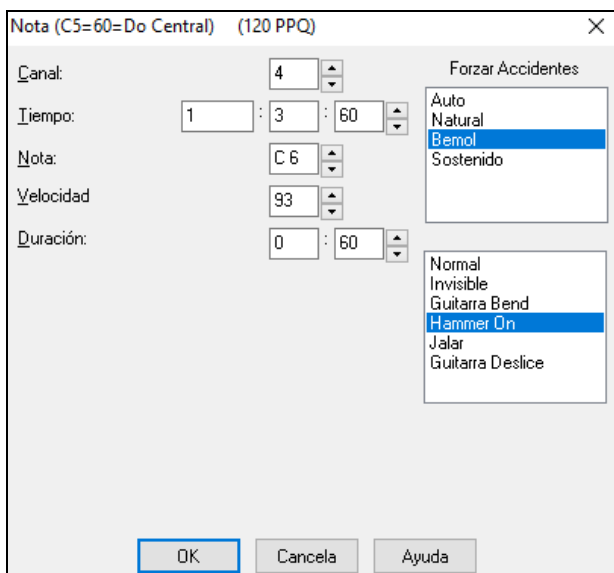 Nota (C5=60=Do Central) (120 PPQ)
Canal: 4
Tiempo: 1 : 3 : 60
Nota: C 6
Velocidad 93
Duración: 0 : 60
Forzar Accidentes
Auto
Natural
Bemol
Sostenido
Normal
Invisible
Guitarra Bend
Hammer On
Jalar
Guitarra Deslice
OK Cancela Ayuda